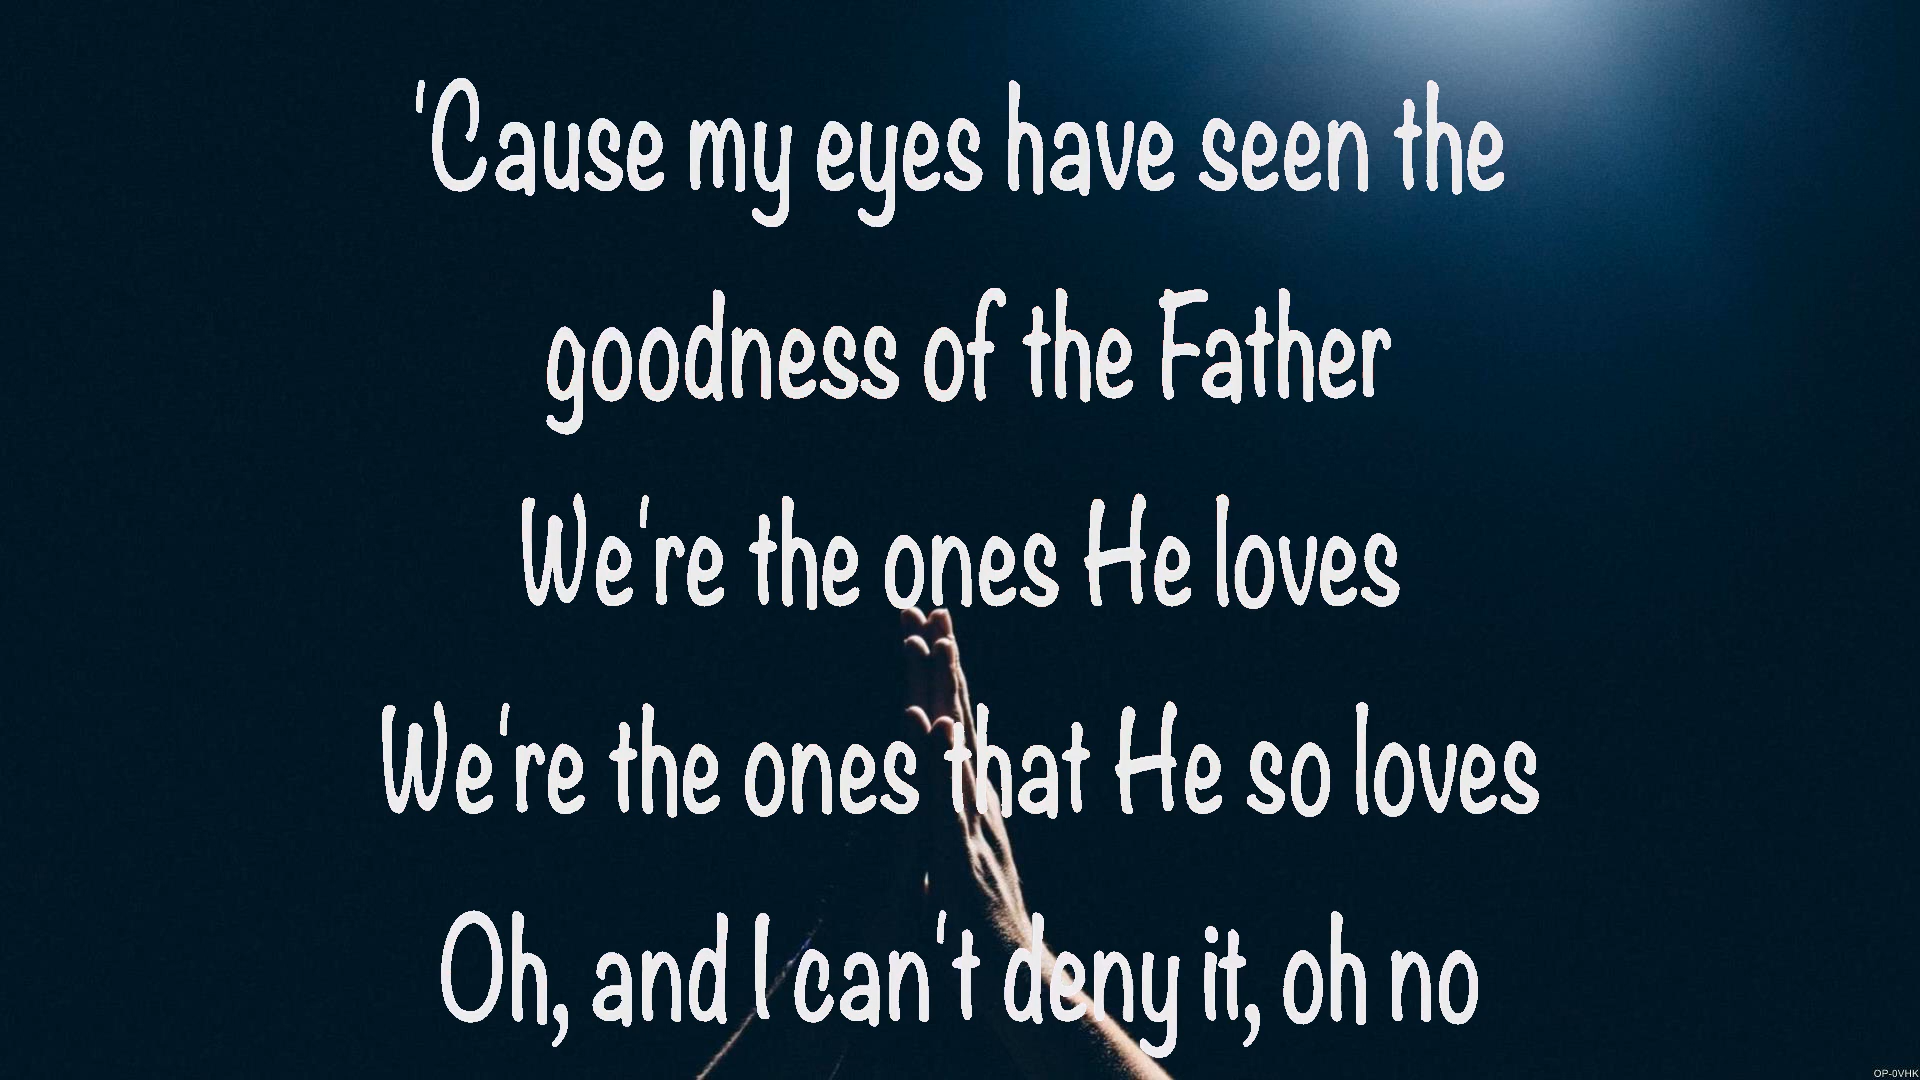 'Cause my eyes have seen the
goodness of the Father
We're the ones He loves
We're the ones that He so loves
Oh, and I can't deny it, oh no
OP-0VHK